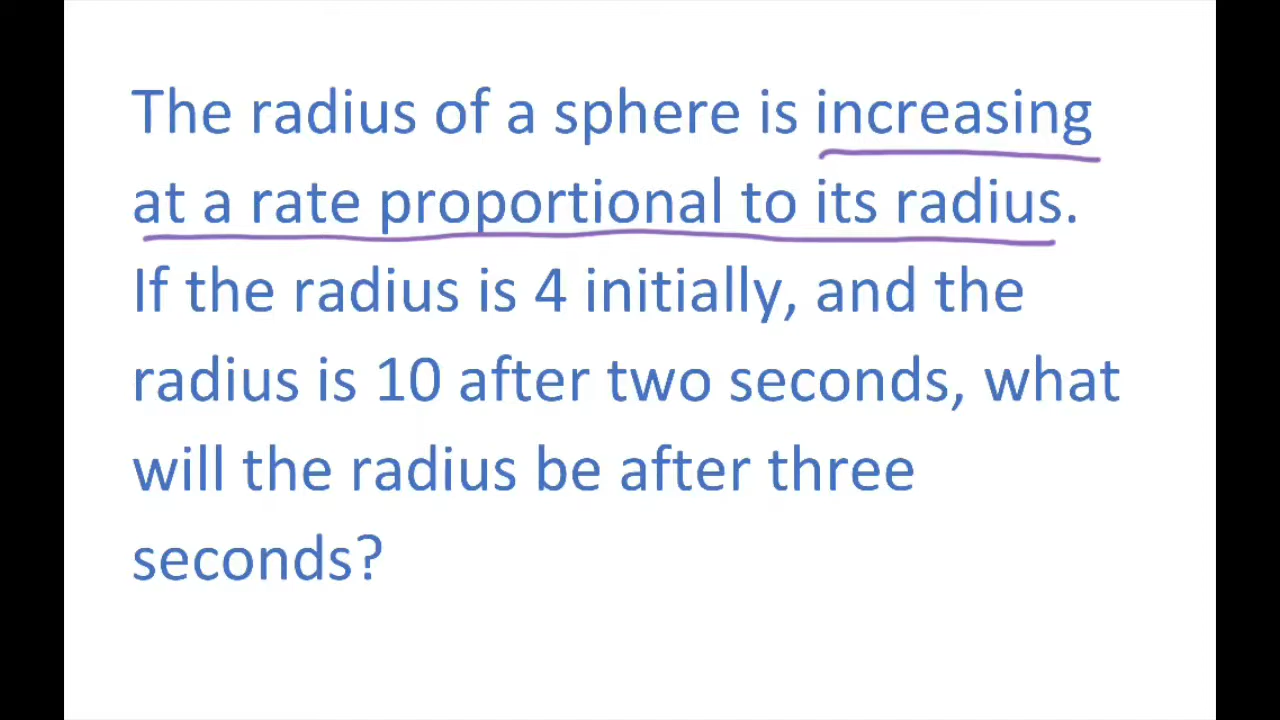 The radius of a sphere is increasing
at a rate proportional to its radius.
If the radius is 4 initially, and the
radius is 10 after two seconds, what
will the radius be after three
seconds?